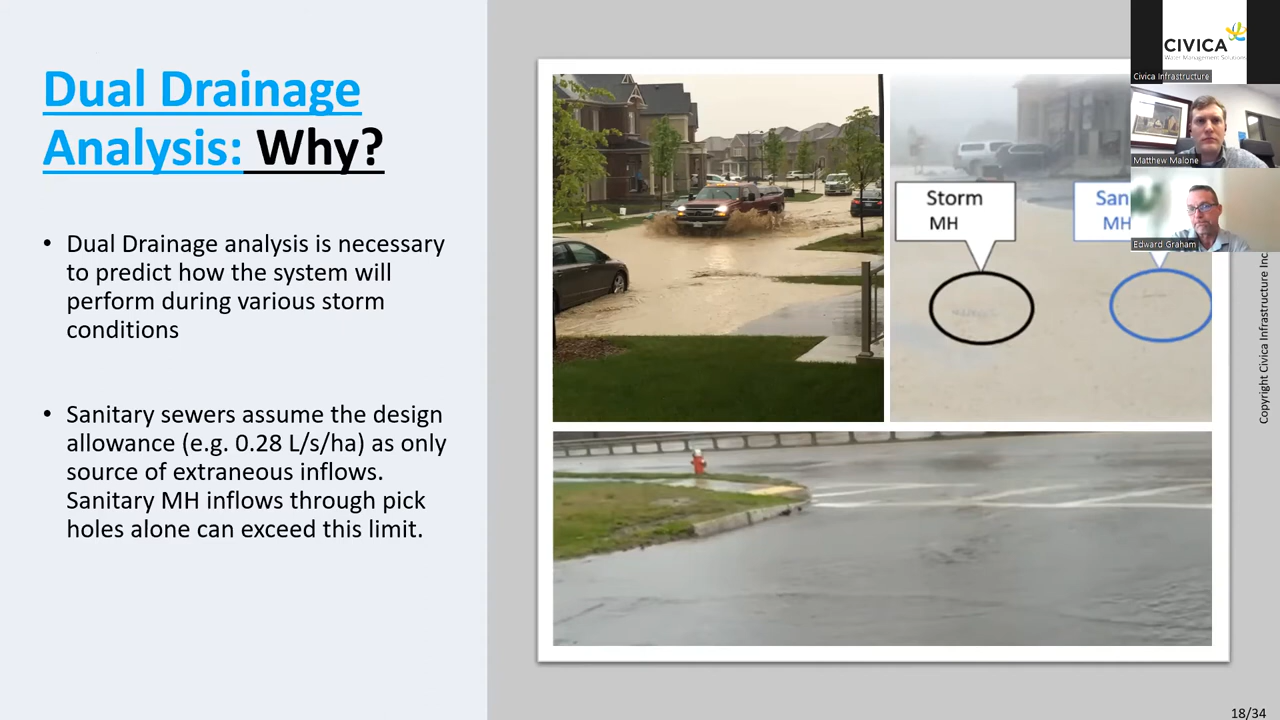 Dual Drainage
Analysis: Why?
• Dual Drainage analysis is necessary
to predict how the system will
perform during various storm
conditions
• Sanitary sewers assume the design
allowance (e.g. 0.28 L/s/ha) as only
source of extraneous inflows.
Sanitary MH inflows through pick
holes alone can exceed this limit.
Storm
MH
San
MH
CIVICA
Water Management Solutions
Civica Infrastructure
Matthew Malone
Edward Graham
Copyright Civica Infrastructure Inc
18/34